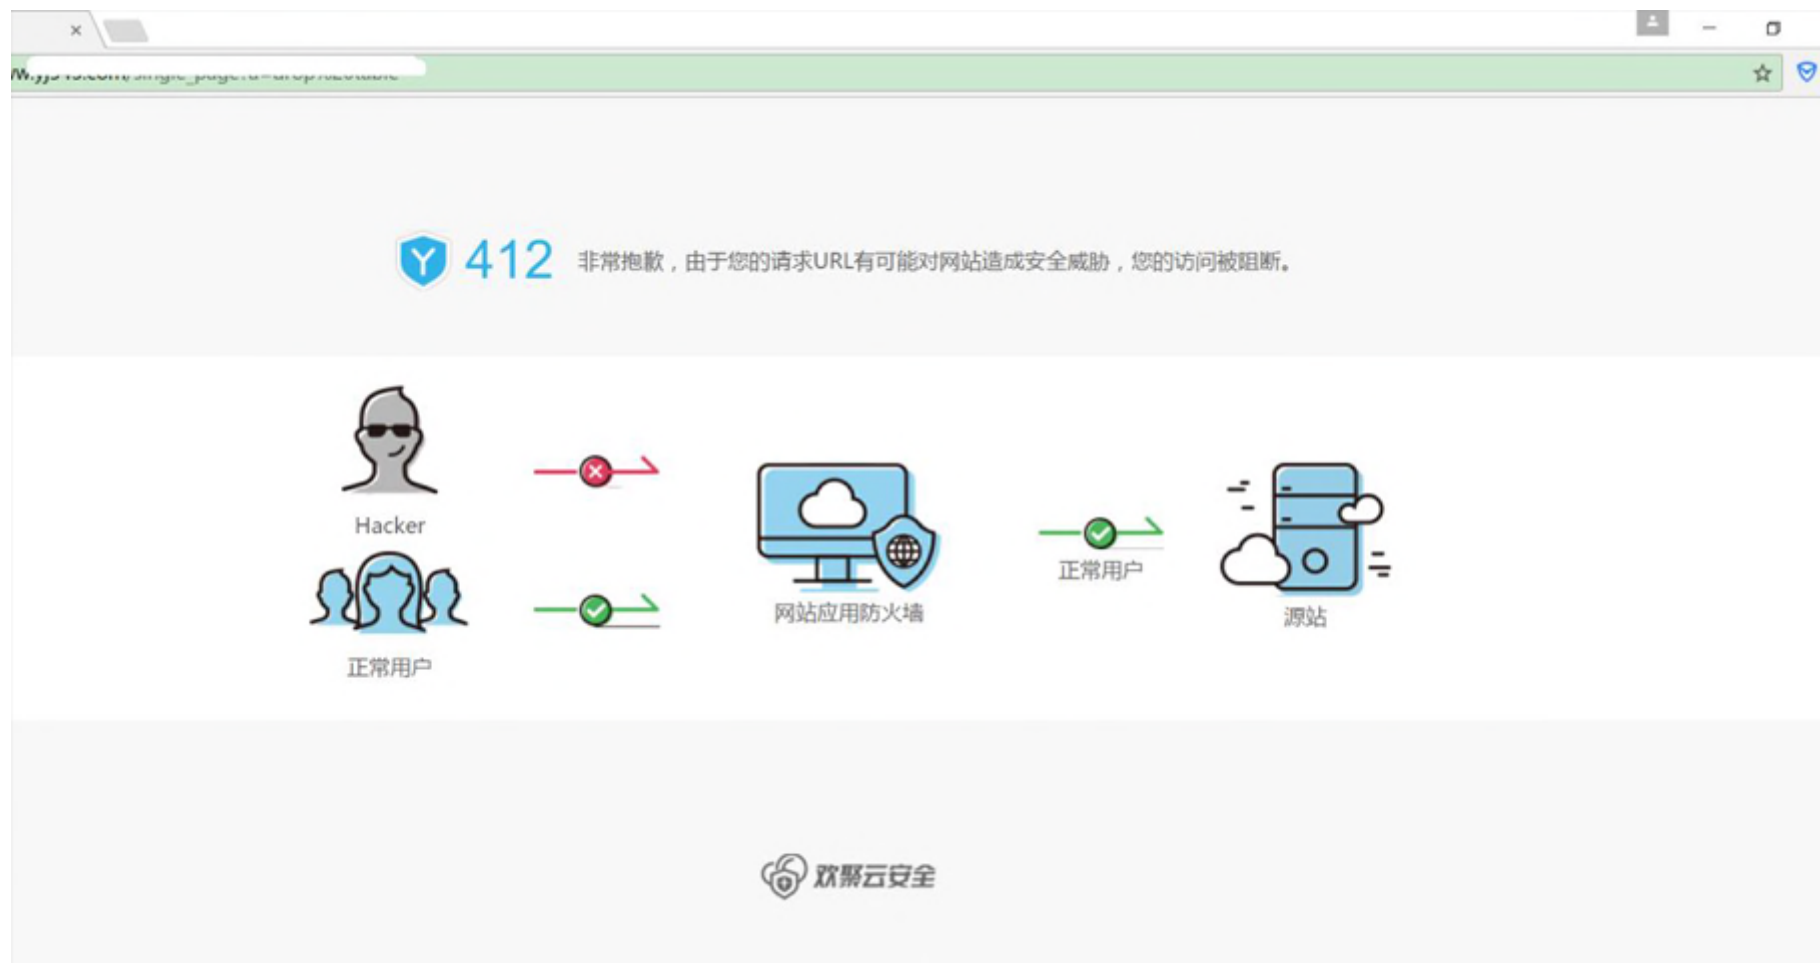 412 非常抱歉，由于您的请求URL有可能对网站造成安全威胁，您的访问被阻断。
Hacker
正常用户
网站应用防火墙
正常用户
源站
欢聚云安全